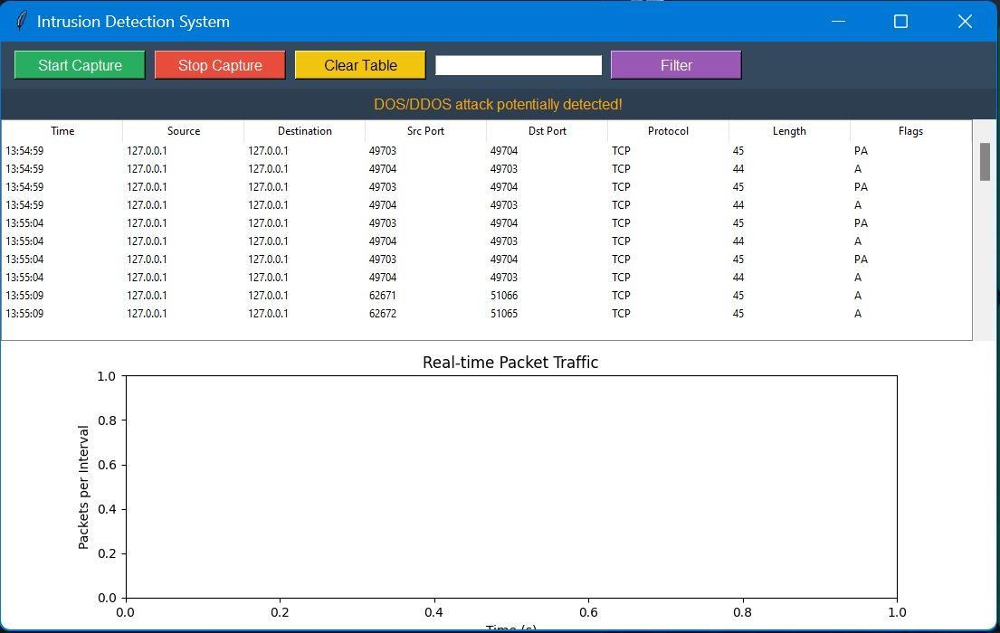 Intrusion Detection System
Start Capture Stop Capture Clear Table Filter
DOS/DDOS attack potentially detected!
Time Source Destination Src Port Dst Port Protocol Length Flags
13:54:59 127.0.0.1 127.0.0.1 49703 49704 TCP 45 PA
13:54:59 127.0.0.1 127.0.0.1 49704 49703 TCP 44 A
13:54:59 127.0.0.1 127.0.0.1 49703 49704 TCP 45 PA
13:54:59 127.0.0.1 127.0.0.1 49704 49703 TCP 44 A
13:55:04 127.0.0.1 127.0.0.1 49703 49704 TCP 45 PA
13:55:04 127.0.0.1 127.0.0.1 49704 49703 TCP 44 A
13:55:04 127.0.0.1 127.0.0.1 49703 49704 TCP 45 PA
13:55:04 127.0.0.1 127.0.0.1 49704 49703 TCP 44 A
13:55:09 127.0.0.1 127.0.0.1 62671 51066 TCP 45 A
13:55:09 127.0.0.1 127.0.0.1 62672 51065 TCP 45 A
Real-time Packet Traffic
Packets per Interval
1.0
0.8
0.6
0.4
0.2
0.0
0.0 0.2 0.4 0.6 0.8 1.0
Time (s)